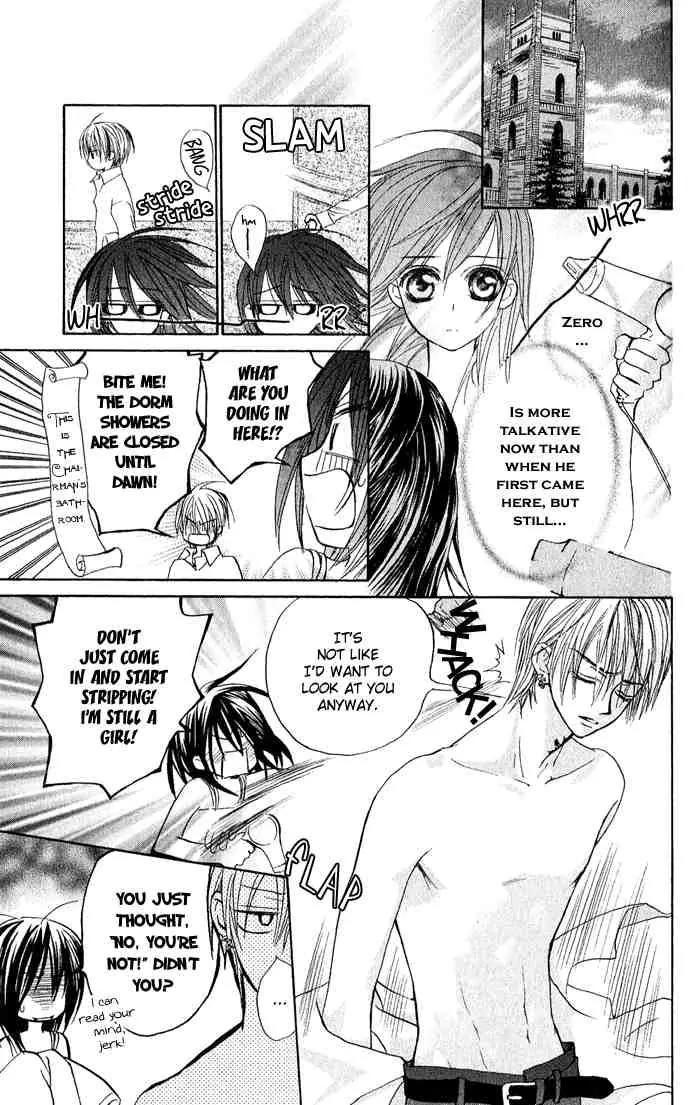 WHRR
ZERO
...
IS MORE
TALKATIVE
NOW THAN
WHEN HE
FIRST CAME
HERE, BUT
STILL...
SLAM
hm
WH
RR
BANG
stride
stride
WHAT
ARE YOU
DOING IN
HERE!?
BITE ME!
THE DORM
SHOWERS
ARE CLOSED
UNTIL
DAWN!
THIS
IS
THE
CHAI-
RMAN'S
BATH-
ROOM
WHACK!
IT'S
NOT LIKE
I'D WANT TO
LOOK AT YOU
ANYWAY.
DON'T
JUST COME
IN AND START
STRIPPING!
I'M STILL A
GIRL!
FLAP
...
YOU JUST
THOUGHT,
"NO, YOU'RE
NOT!" DIDN'T
YOU?
I can
read your
mind,
jerk!